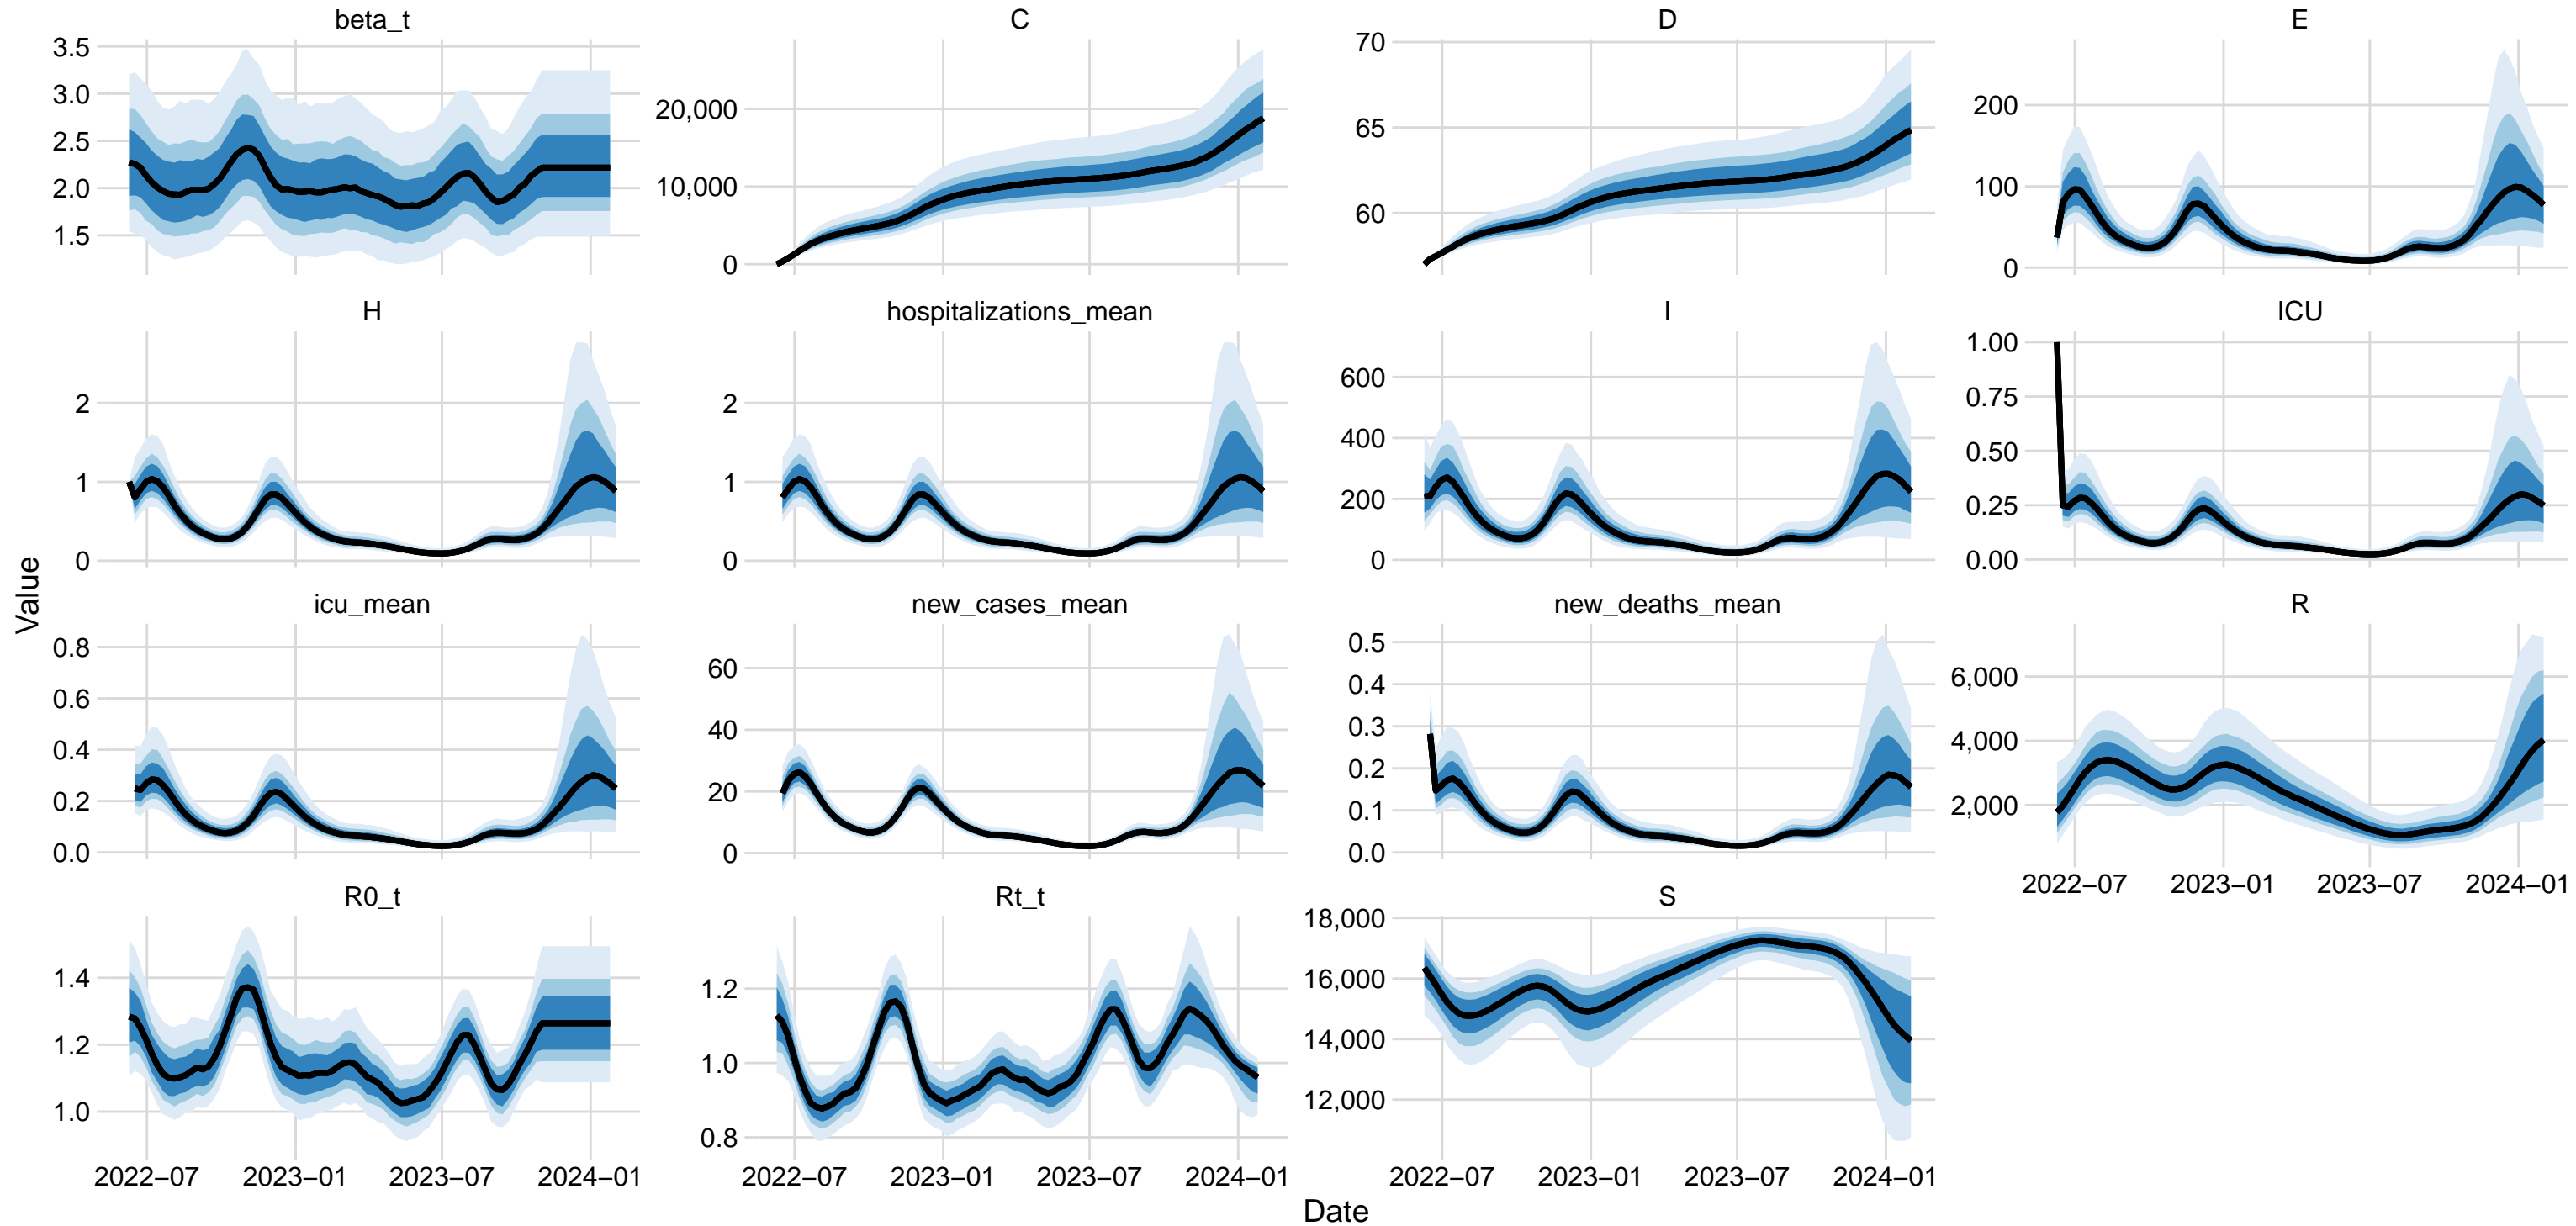 beta_t
C
D
E
3.5
3.0
2.5
2.0
1.5
20,000
10,000
0
70
65
60
200
100
0
H
hospitalizations_mean
I
ICU
2
1
0
2
1
0
600
400
200
0
1.00
0.75
0.50
0.25
0.00
Value
icu_mean
new_cases_mean
new_deaths_mean
R
0.8
0.6
0.4
0.2
0.0
60
40
20
0
0.5
0.4
0.3
0.2
0.1
0.0
6,000
4,000
2,000
2022−07 2023−01 2023−07 2024−01
R0_t
Rt_t
S
1.4
1.2
1.0
1.2
1.0
0.8
18,000
16,000
14,000
12,000
2022−07 2023−01 2023−07 2024−01
2022−07 2023−01 2023−07 2024−01
2022−07 2023−01 2023−07 2024−01
Date